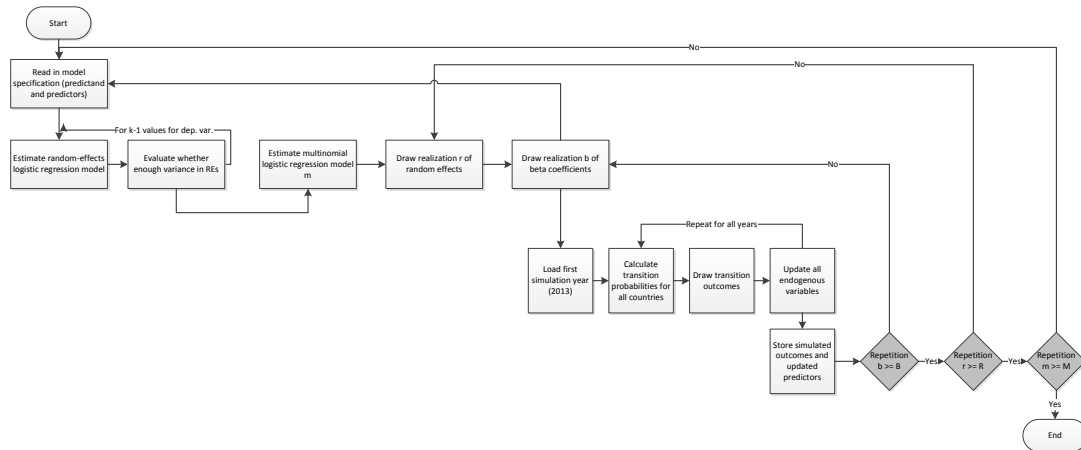 Start
No
Read in model
specification (predictand
and predictors)
No
For k-1 values for dep. var.
Estimate random-effects
logistic regression model
Evaluate whether
enough variance in REs
Estimate multinomial
logistic regression model
m
Draw realization r of
random effects
Draw realization b of
beta coefficients
No
Repeat for all years
Load first
simulation year
(2013)
Calculate
transition
probabilities for
all countries
Draw transition
outcomes
Update all
endogenous
variables
Store simulated
outcomes and
updated
predictors
Repetition
b >= B
Yes
Repetition
r >= R
Yes
Repetition
m >= M
Yes
End